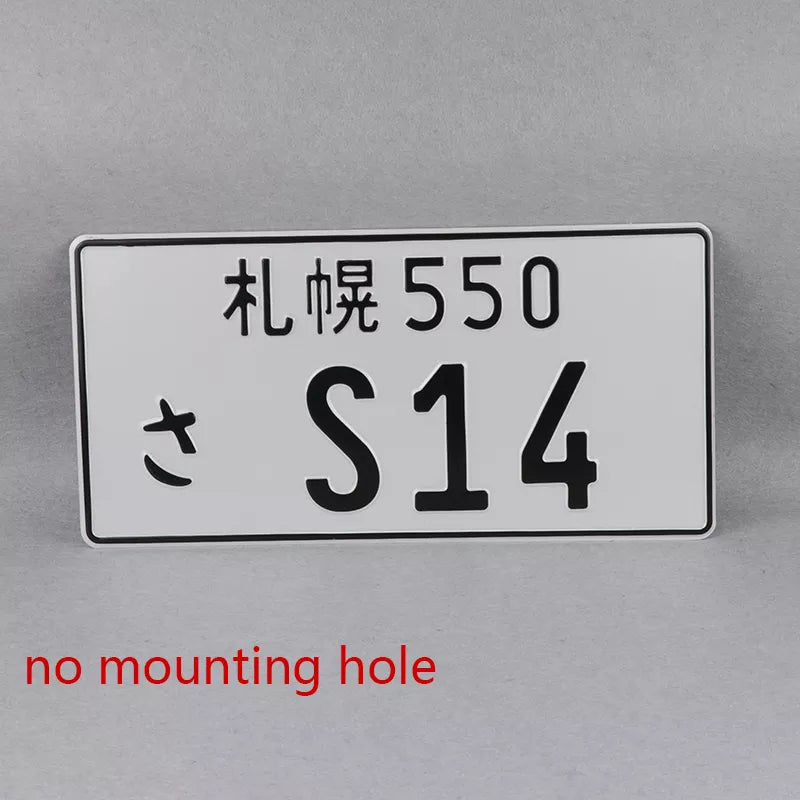 札幌 550
さ S14
no mounting hole